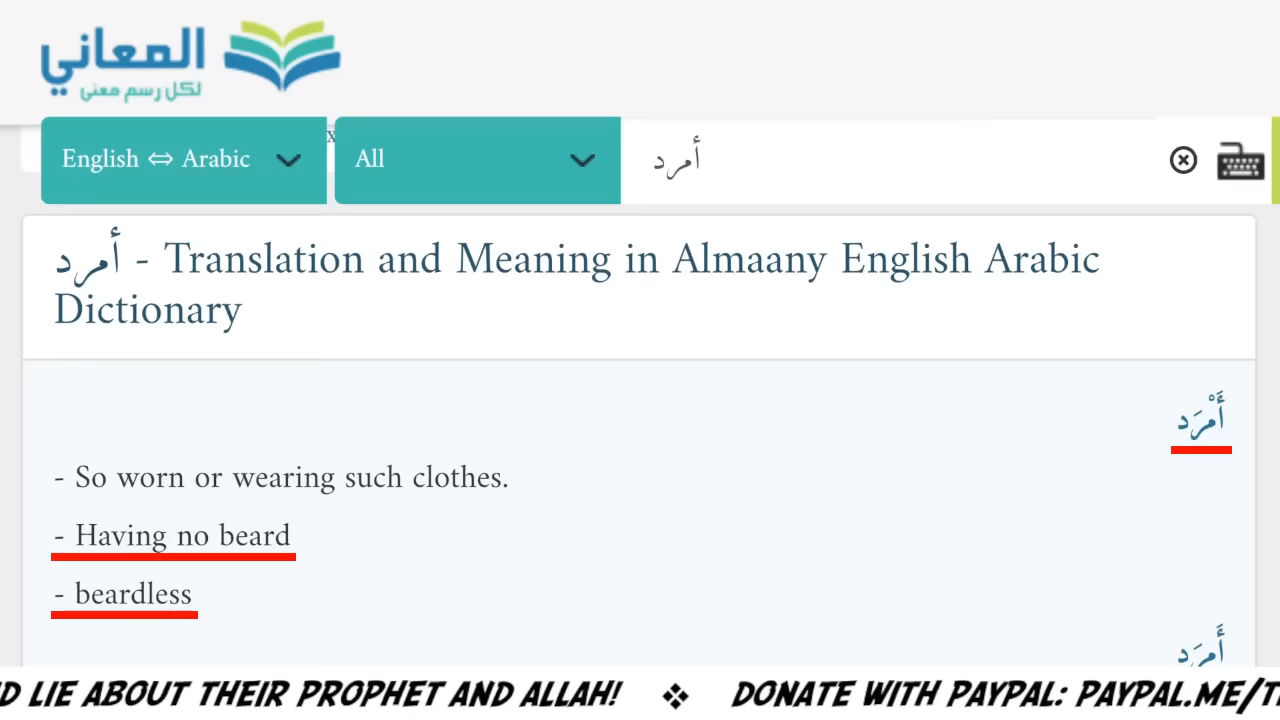 المعاني
لكل رسم معنى
English ⇔ Arabic
All
أمرد
أمرد - Translation and Meaning in Almaany English Arabic
Dictionary
أَمْرَد
- So worn or wearing such clothes.
- Having no beard
- beardless
أَمرَد
LIE ABOUT THEIR PROPHET AND ALLAH! ❖ DONATE WITH PAYPAL: PAYPAL.ME/